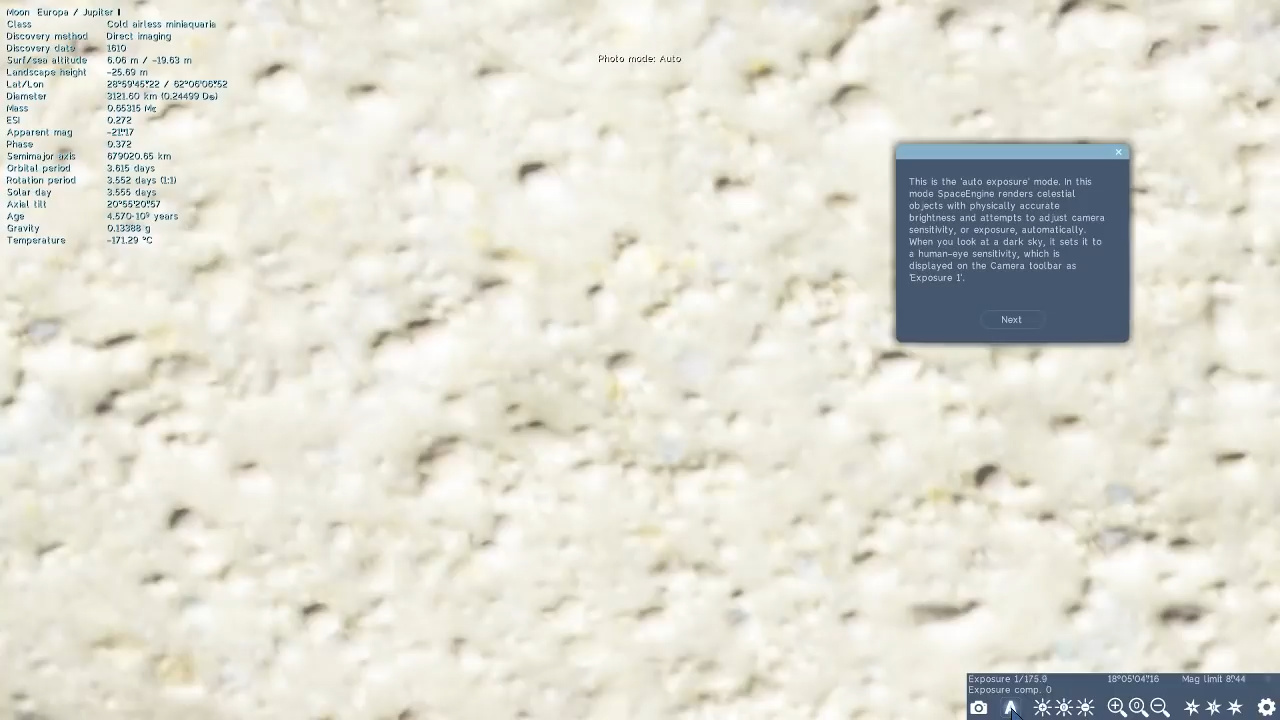 Moon Europa / Jupiter I
Class Cold airless miniaquaria
Discovery method Direct imaging
Discovery date 1610
Surf/sea altitude 6.06 m / -19.63 m
Landscape height -25.69 m
Lat/Lon 28°59'45"22 / 62°06'06"52
Diameter 3121.60 km (0.24499 D⊕)
Mass 0.65315 M☾
ESI 0.272
Apparent mag -21ᵐ17
Phase 0.372
Semimajor axis 679020.65 km
Orbital period 3.615 days
Rotation period 3.552 days (1:1)
Solar day 3.555 days
Axial tilt 20°55'20"57
Age 4.570·10⁹ years
Gravity 0.13388 g
Temperature -171.29 °C
Photo mode: Auto
This is the 'auto exposure' mode. In this
mode SpaceEngine renders celestial
objects with physically accurate
brightness and attempts to adjust camera
sensitivity, or exposure, automatically.
When you look at a dark sky, it sets it to
a human-eye sensitivity, which is
displayed on the Camera toolbar as
'Exposure 1'.
Next
Exposure 1/175.9 18°05'04"16 Mag limit 8ᵐ44
Exposure comp. 0